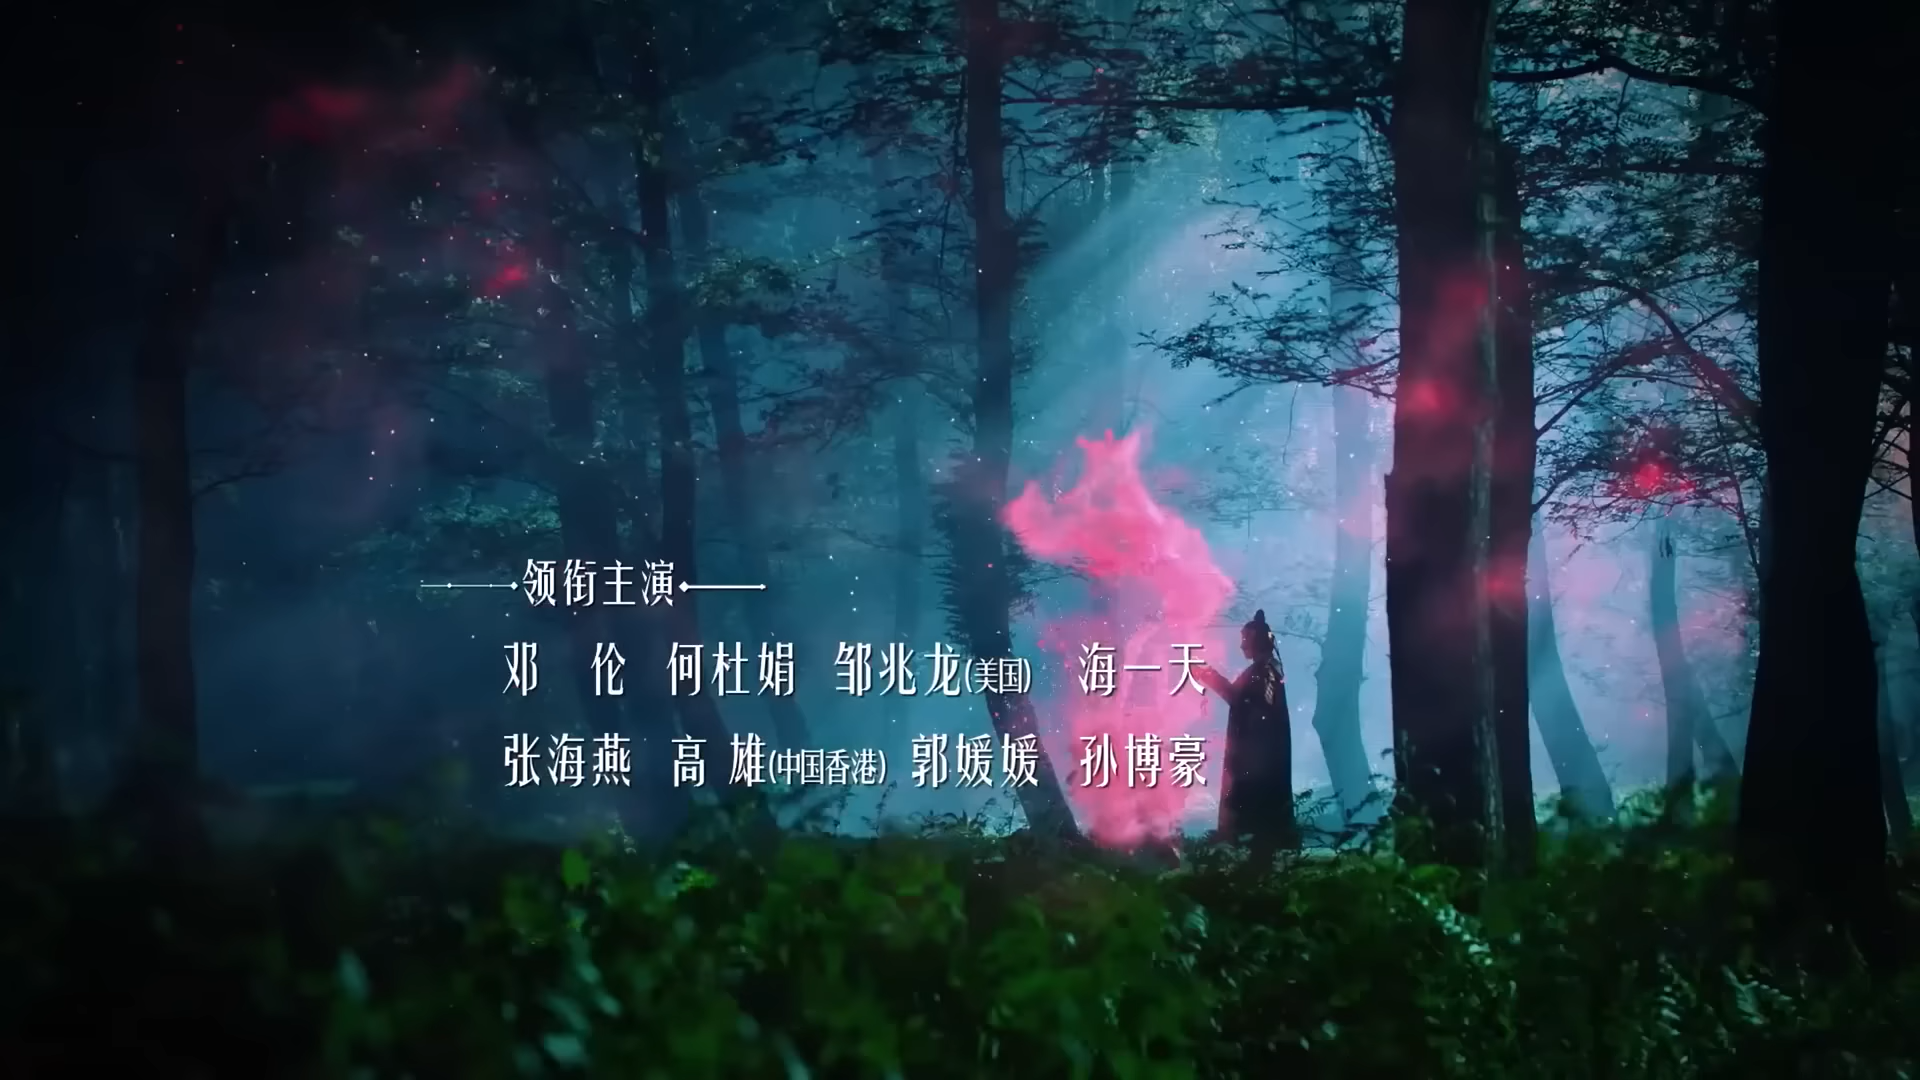 领衔主演
邓 伦 何杜娟 邹兆龙(美国) 海一天
张海燕 高 雄(中国香港) 郭媛媛 孙博豪